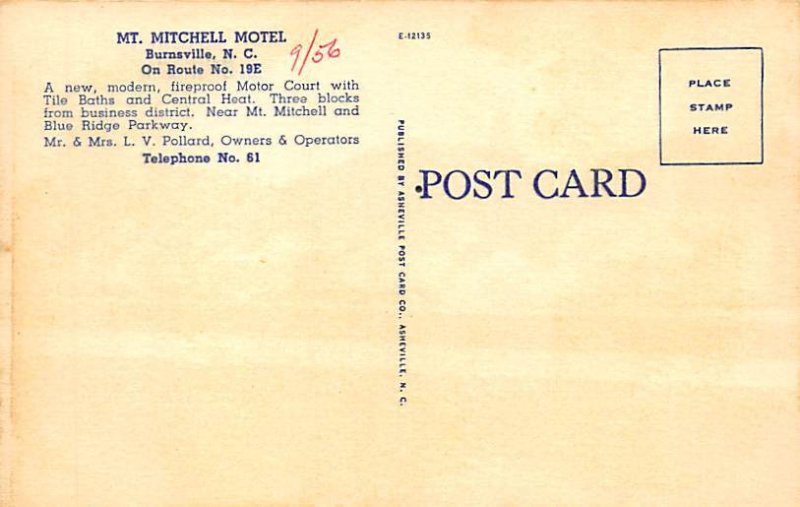 MT. MITCHELL MOTEL
Burnsville, N. C.
On Route No. 19E
9/56
A new, modern, fireproof Motor Court with
Tile Baths and Central Heat. Three blocks
from business district. Near Mt. Mitchell and
Blue Ridge Parkway.
Mr. & Mrs. L. V. Pollard, Owners & Operators
Telephone No. 61
E-12135
PUBLISHED BY ASHEVILLE POST CARD CO., ASHEVILLE, N. C.
POST CARD
PLACE
STAMP
HERE